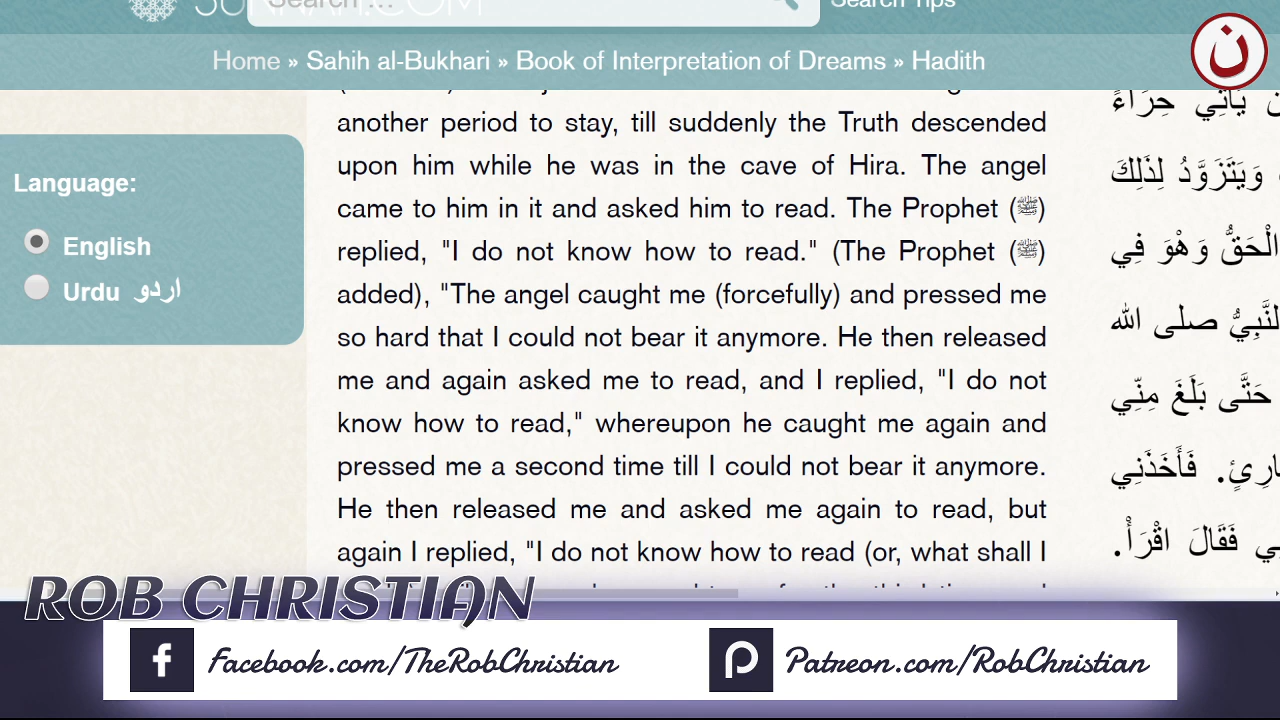 SUNNAH.COM
Search ...
Search Tips
ن
Home » Sahih al-Bukhari » Book of Interpretation of Dreams » Hadith
Language:
English
Urdu اردو
another period to stay, till suddenly the Truth descended
upon him while he was in the cave of Hira. The angel
came to him in it and asked him to read. The Prophet (ﷺ)
replied, "I do not know how to read." (The Prophet (ﷺ)
added), "The angel caught me (forcefully) and pressed me
so hard that I could not bear it anymore. He then released
me and again asked me to read, and I replied, "I do not
know how to read," whereupon he caught me again and
pressed me a second time till I could not bear it anymore.
He then released me and asked me again to read, but
again I replied, "I do not know how to read (or, what shall I
يَأْتِي حِرَاءً
وَيَتَزَوَّدُ لِذَلِكَ
الْحَقُّ وَهْوَ فِي
النَّبِيُّ صلى الله
حَتَّى بَلَغَ مِنِّي
فَأَخَذَنِي
فَقَالَ اقْرَأْ.
ROB CHRISTIAN
f Facebook.com/TheRobChristian
Patreon.com/RobChristian